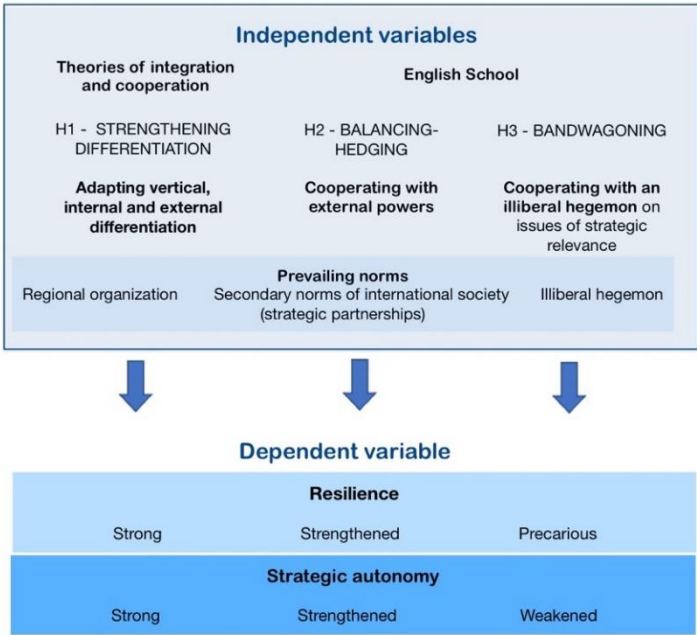 Independent variables
Theories of integration
and cooperation
English School
H1 - STRENGTHENING
DIFFERENTIATION
H2 - BALANCING-
HEDGING
H3 - BANDWAGONING
Adapting vertical,
internal and external
differentiation
Cooperating with
external powers
Cooperating with an
illiberal hegemon on
issues of strategic
relevance
Prevailing norms
Regional organization
Secondary norms of international society
(strategic partnerships)
Illiberal hegemon
Dependent variable
Resilience
Strong Strengthened Precarious
Strategic autonomy
Strong Strengthened Weakened